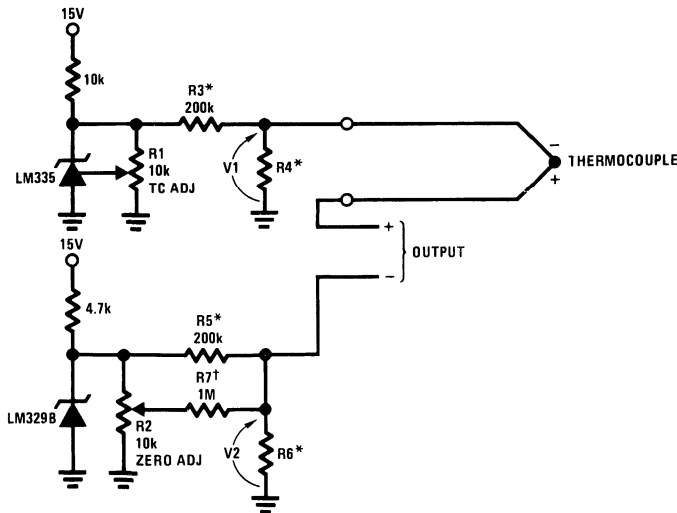 15V
10k
R3*
200k
LM335
R1
10k
TC ADJ
V1
R4*
−
THERMOCOUPLE
+
15V
+
OUTPUT
−
4.7k
R5*
200k
R7†
1M
LM329B
R2
10k
ZERO ADJ
V2
R6*